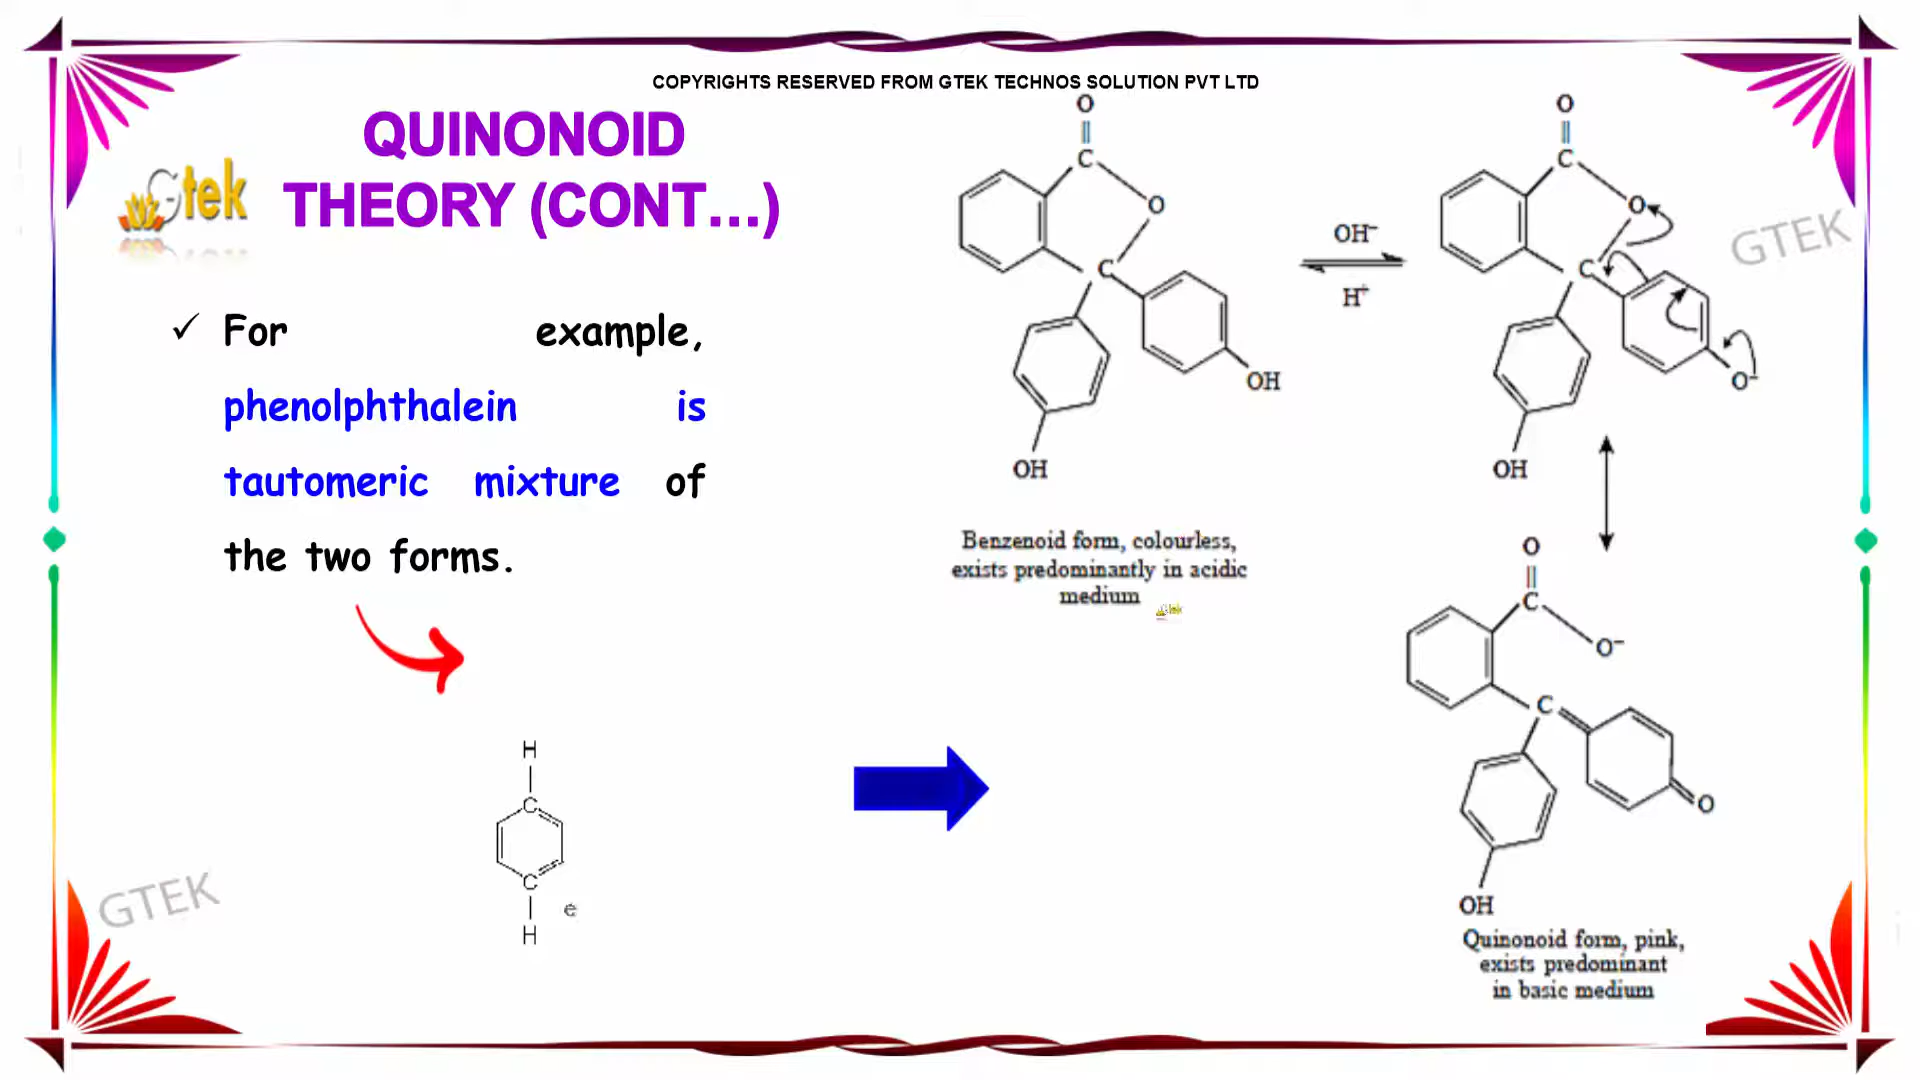 COPYRIGHTS RESERVED FROM GTEK TECHNOS SOLUTION PVT LTD
QUINONOID
THEORY (CONT...)
Gtek
GTEK
✓ For example,
phenolphthalein is
tautomeric mixture of
the two forms.
H
C
C
H
e
O
C
O
C
OH
OH
Benzenoid form, colourless,
exists predominantly in acidic
medium
OH⁻
H⁺
O
C
O
C
O⁻
OH
O
C
O⁻
C
O
OH
Quinonoid form, pink,
exists predominant
in basic medium
GTEK